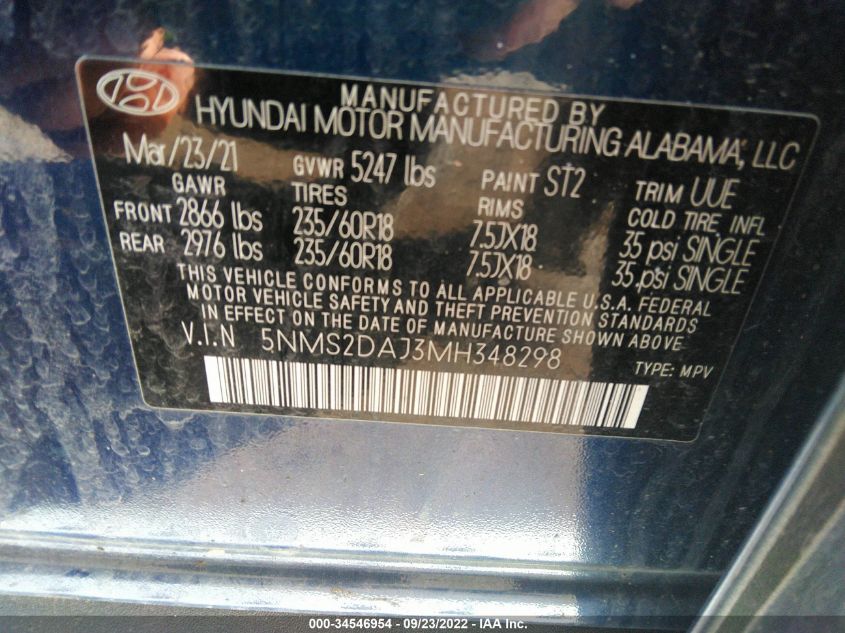 MANUFACTURED BY
HYUNDAI MOTOR MANUFACTURING ALABAMA, LLC
Mar/23/21 GVWR 5247 lbs PAINT ST2 TRIM UUE
GAWR TIRES RIMS COLD TIRE INFL
FRONT 2866 lbs 235/60R18 7.5JX18 35 psi SINGLE
REAR 2976 lbs 235/60R18 7.5JX18 35 psi SINGLE
THIS VEHICLE CONFORMS TO ALL APPLICABLE U.S.A. FEDERAL
MOTOR VEHICLE SAFETY AND THEFT PREVENTION STANDARDS
IN EFFECT ON THE DATE OF MANUFACTURE SHOWN ABOVE.
V.I.N 5NMS2DAJ3MH348298 TYPE: MPV
000-34546954 - 09/23/2022 - IAA Inc.